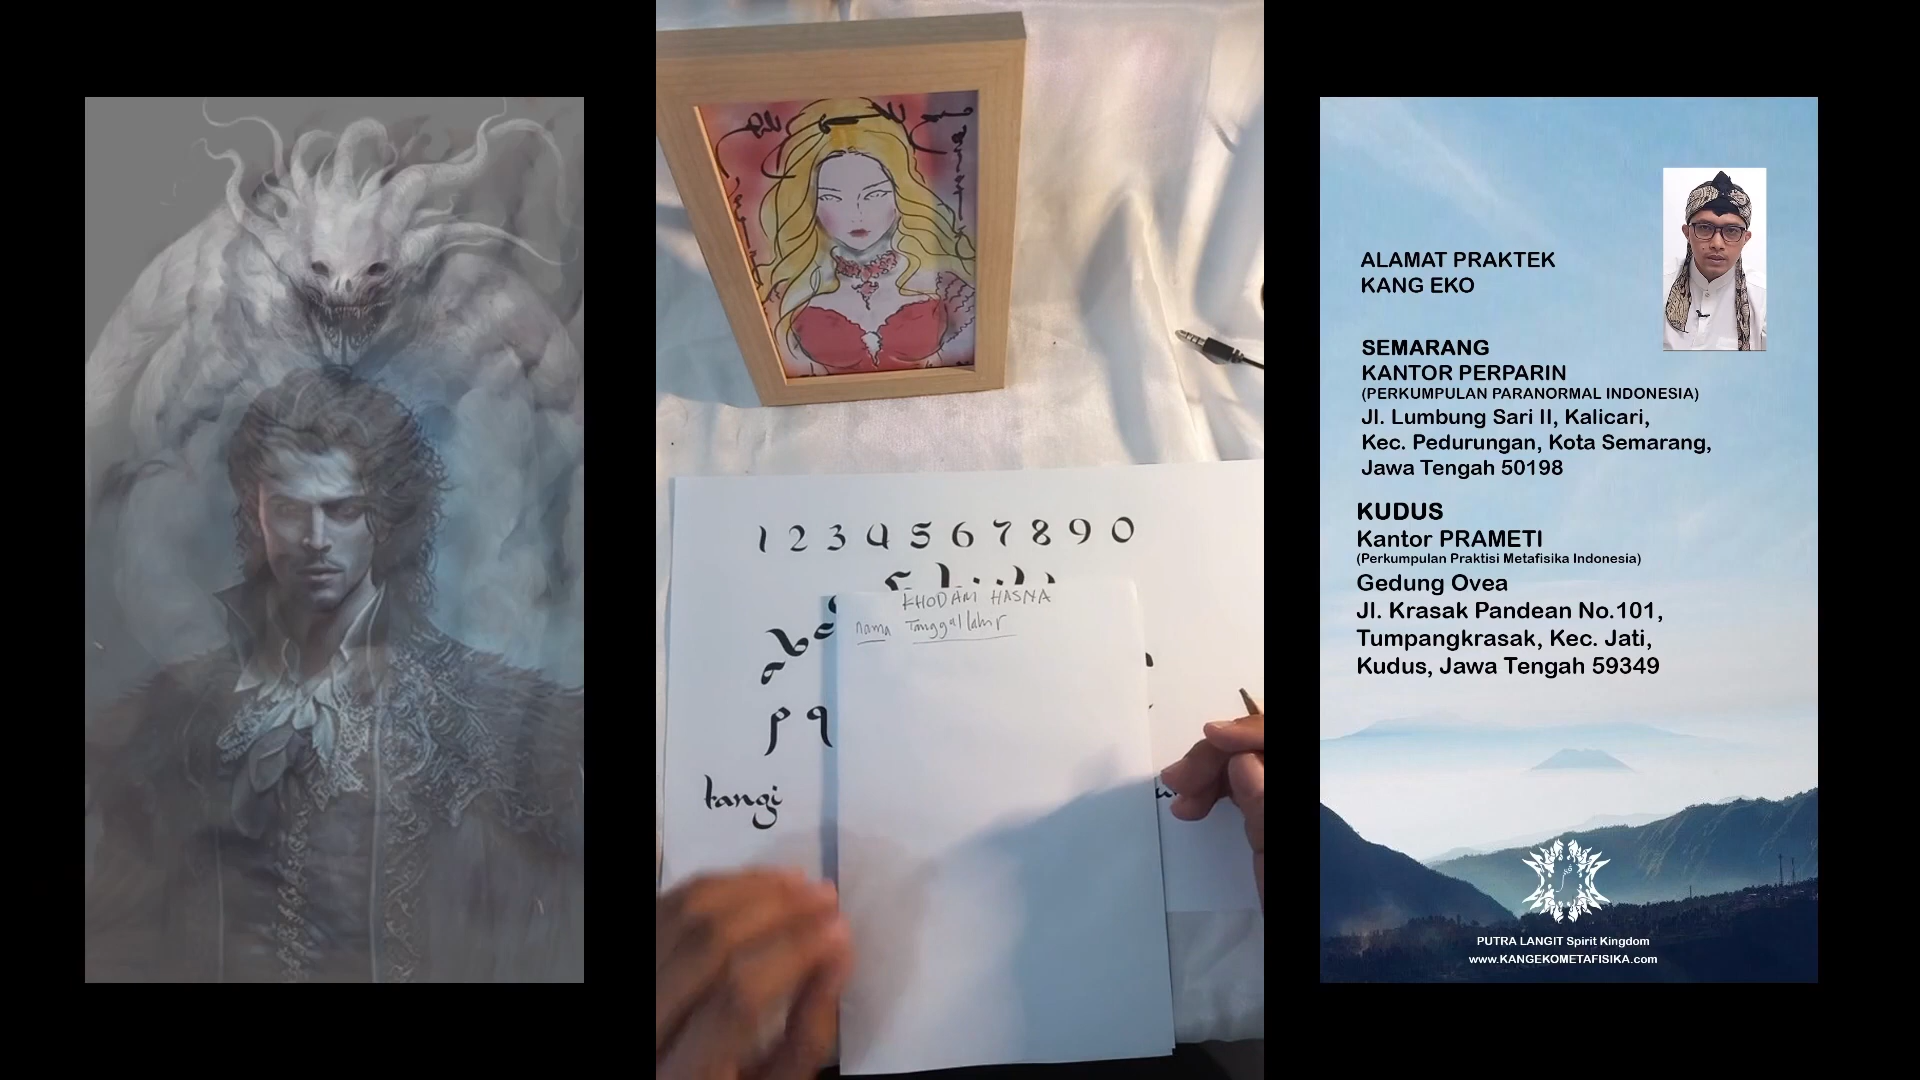 1 2 3 4 5 6 7 8 9 0
KHODAM HASNA
nama Tanggal lahir
p q
tangi
ALAMAT PRAKTEK
KANG EKO
SEMARANG
KANTOR PERPARIN
(PERKUMPULAN PARANORMAL INDONESIA)
Jl. Lumbung Sari II, Kalicari,
Kec. Pedurungan, Kota Semarang,
Jawa Tengah 50198
KUDUS
Kantor PRAMETI
(Perkumpulan Praktisi Metafisika Indonesia)
Gedung Ovea
Jl. Krasak Pandean No.101,
Tumpangkrasak, Kec. Jati,
Kudus, Jawa Tengah 59349
PUTRA LANGIT Spirit Kingdom
www.KANGEKOMETAFISIKA.com